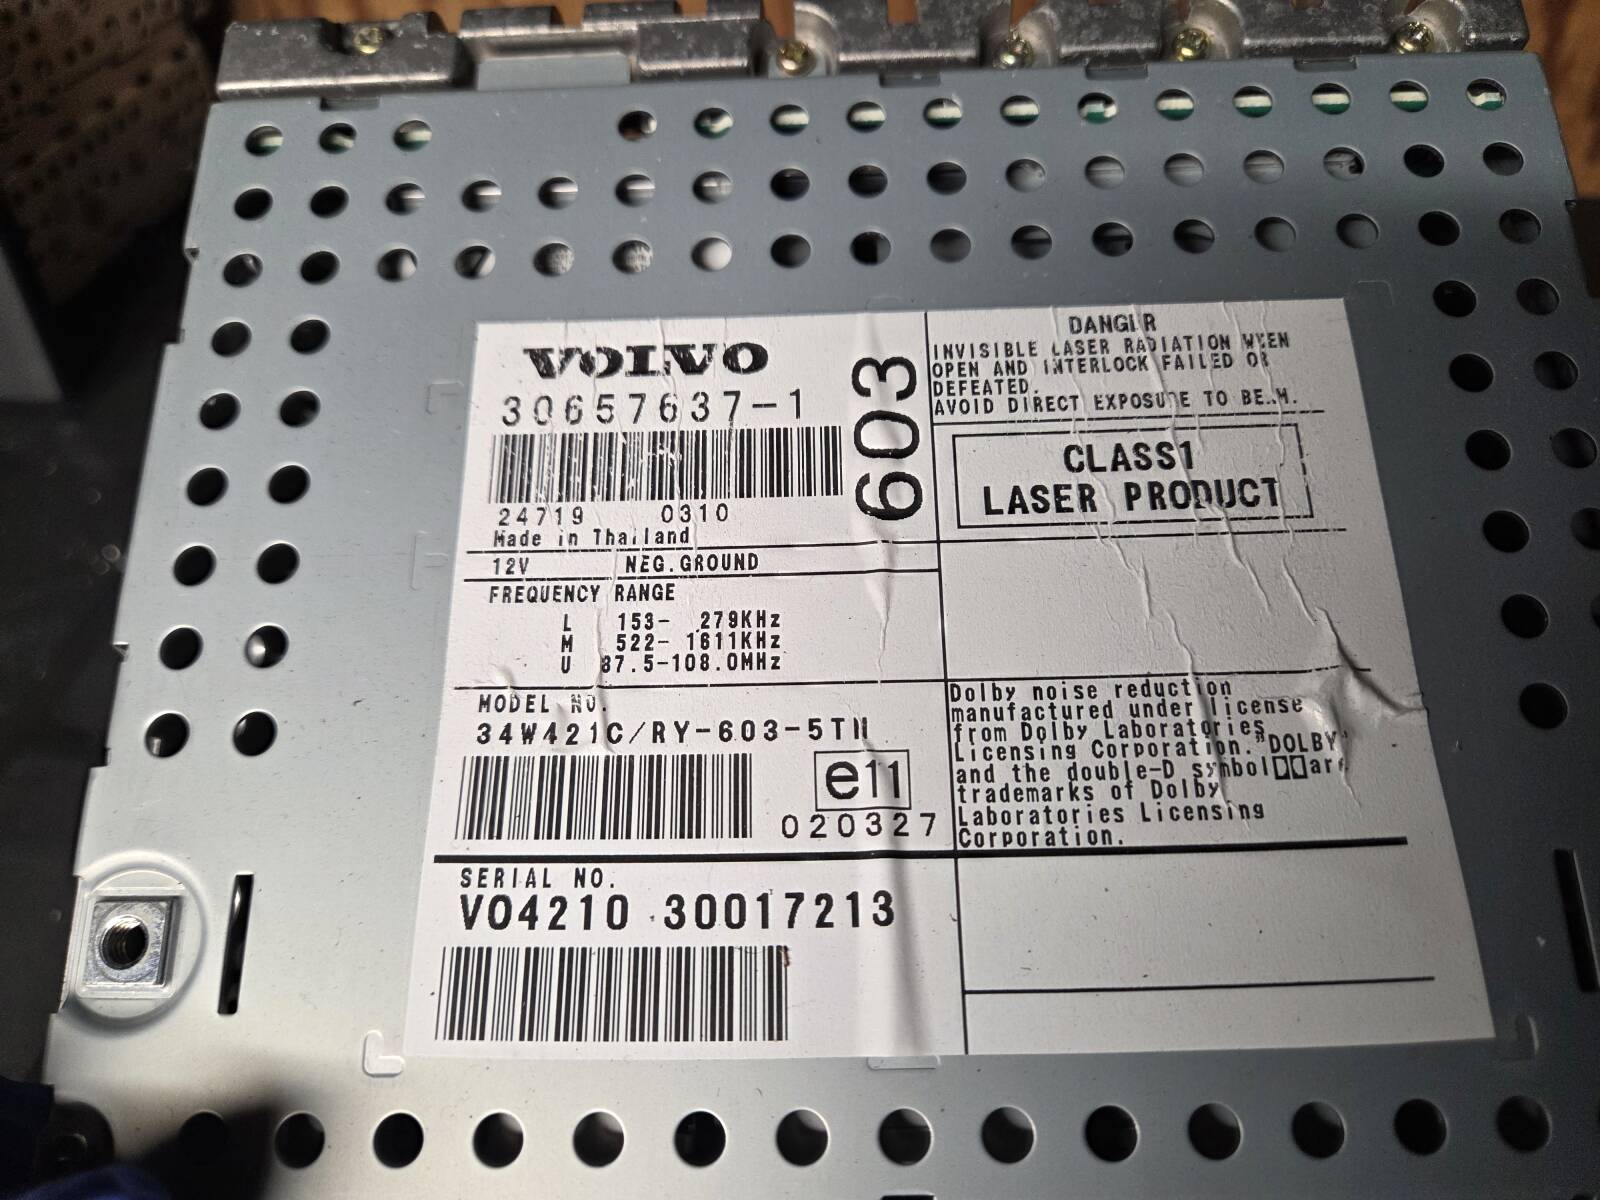 VOLVO
30657637-1
24719 0310
Made in Thailand
603
12V NEG.GROUND
FREQUENCY RANGE
L 153- 279KHz
M 522- 1611KHz
U 87.5-108.0MHz
MODEL NO.
34W421C/RY-603-5TN
e11
020327
SERIAL NO.
VO4210 30017213
DANGER
INVISIBLE LASER RADIATION WHEN
OPEN AND INTERLOCK FAILED OR
DEFEATED.
AVOID DIRECT EXPOSURE TO BEAM.
CLASS1
LASER PRODUCT
Dolby noise reduction
manufactured under license
from Dolby Laboratories
Licensing Corporation. "DOLBY"
and the double-D symbol are
trademarks of Dolby
Laboratories Licensing
Corporation.